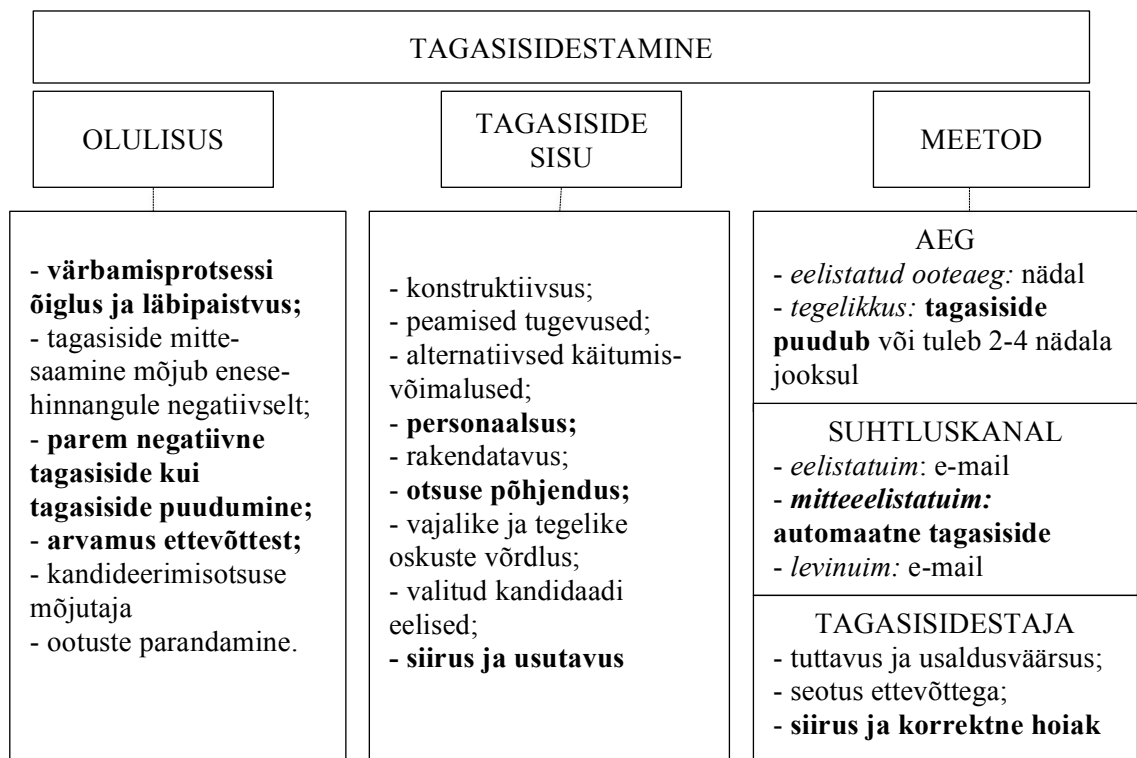 TAGASISIDESTAMINE
OLULISUS
TAGASISIDE
SISU
MEETOD
- värbamisprotsessi
õiglus ja läbipaistvus;
- tagasiside mitte-
saamine mõjub enese-
hinnangule negatiivselt;
- parem negatiivne
tagasiside kui
tagasiside puudumine;
- arvamus ettevõttest;
- kandideerimisotsuse
mõjutaja
- ootuste parandamine.
- konstruktiivsus;
- peamised tugevused;
- alternatiivsed käitumis-
võimalused;
- personaalsus;
- rakendatavus;
- otsuse põhjendus;
- vajalike ja tegelike
oskuste võrdlus;
- valitud kandidaadi
eelised;
- siirus ja usutavus
AEG
- eelistatud ooteaeg: nädal
- tegelikkus: tagasiside
puudub või tuleb 2-4 nädala
jooksul
SUHTLUSKANAL
- eelistatuim: e-mail
- mitteeelistatuim:
automaatne tagasiside
- levinuim: e-mail
TAGASISIDESTAJA
- tuttavus ja usaldusväärsus;
- seotus ettevõttega;
- siirus ja korrektne hoiak